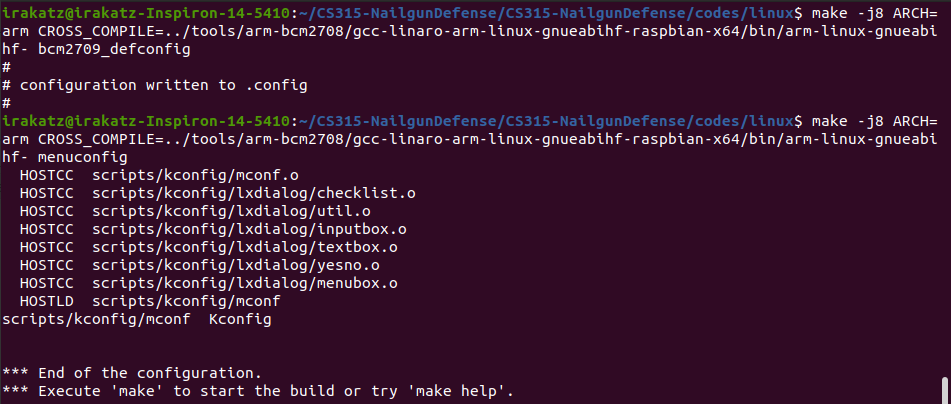 irakatz@irakatz-Inspiron-14-5410:~/CS315-NailgunDefense/CS315-NailgunDefense/codes/linux$ make -j8 ARCH=
arm CROSS_COMPILE=../tools/arm-bcm2708/gcc-linaro-arm-linux-gnueabihf-raspbian-x64/bin/arm-linux-gnueabi
hf- bcm2709_defconfig
#
# configuration written to .config
#
irakatz@irakatz-Inspiron-14-5410:~/CS315-NailgunDefense/CS315-NailgunDefense/codes/linux$ make -j8 ARCH=
arm CROSS_COMPILE=../tools/arm-bcm2708/gcc-linaro-arm-linux-gnueabihf-raspbian-x64/bin/arm-linux-gnueabi
hf- menuconfig
  HOSTCC  scripts/kconfig/mconf.o
  HOSTCC  scripts/kconfig/lxdialog/checklist.o
  HOSTCC  scripts/kconfig/lxdialog/util.o
  HOSTCC  scripts/kconfig/lxdialog/inputbox.o
  HOSTCC  scripts/kconfig/lxdialog/textbox.o
  HOSTCC  scripts/kconfig/lxdialog/yesno.o
  HOSTCC  scripts/kconfig/lxdialog/menubox.o
  HOSTLD  scripts/kconfig/mconf
scripts/kconfig/mconf  Kconfig
*** End of the configuration.
*** Execute 'make' to start the build or try 'make help'.